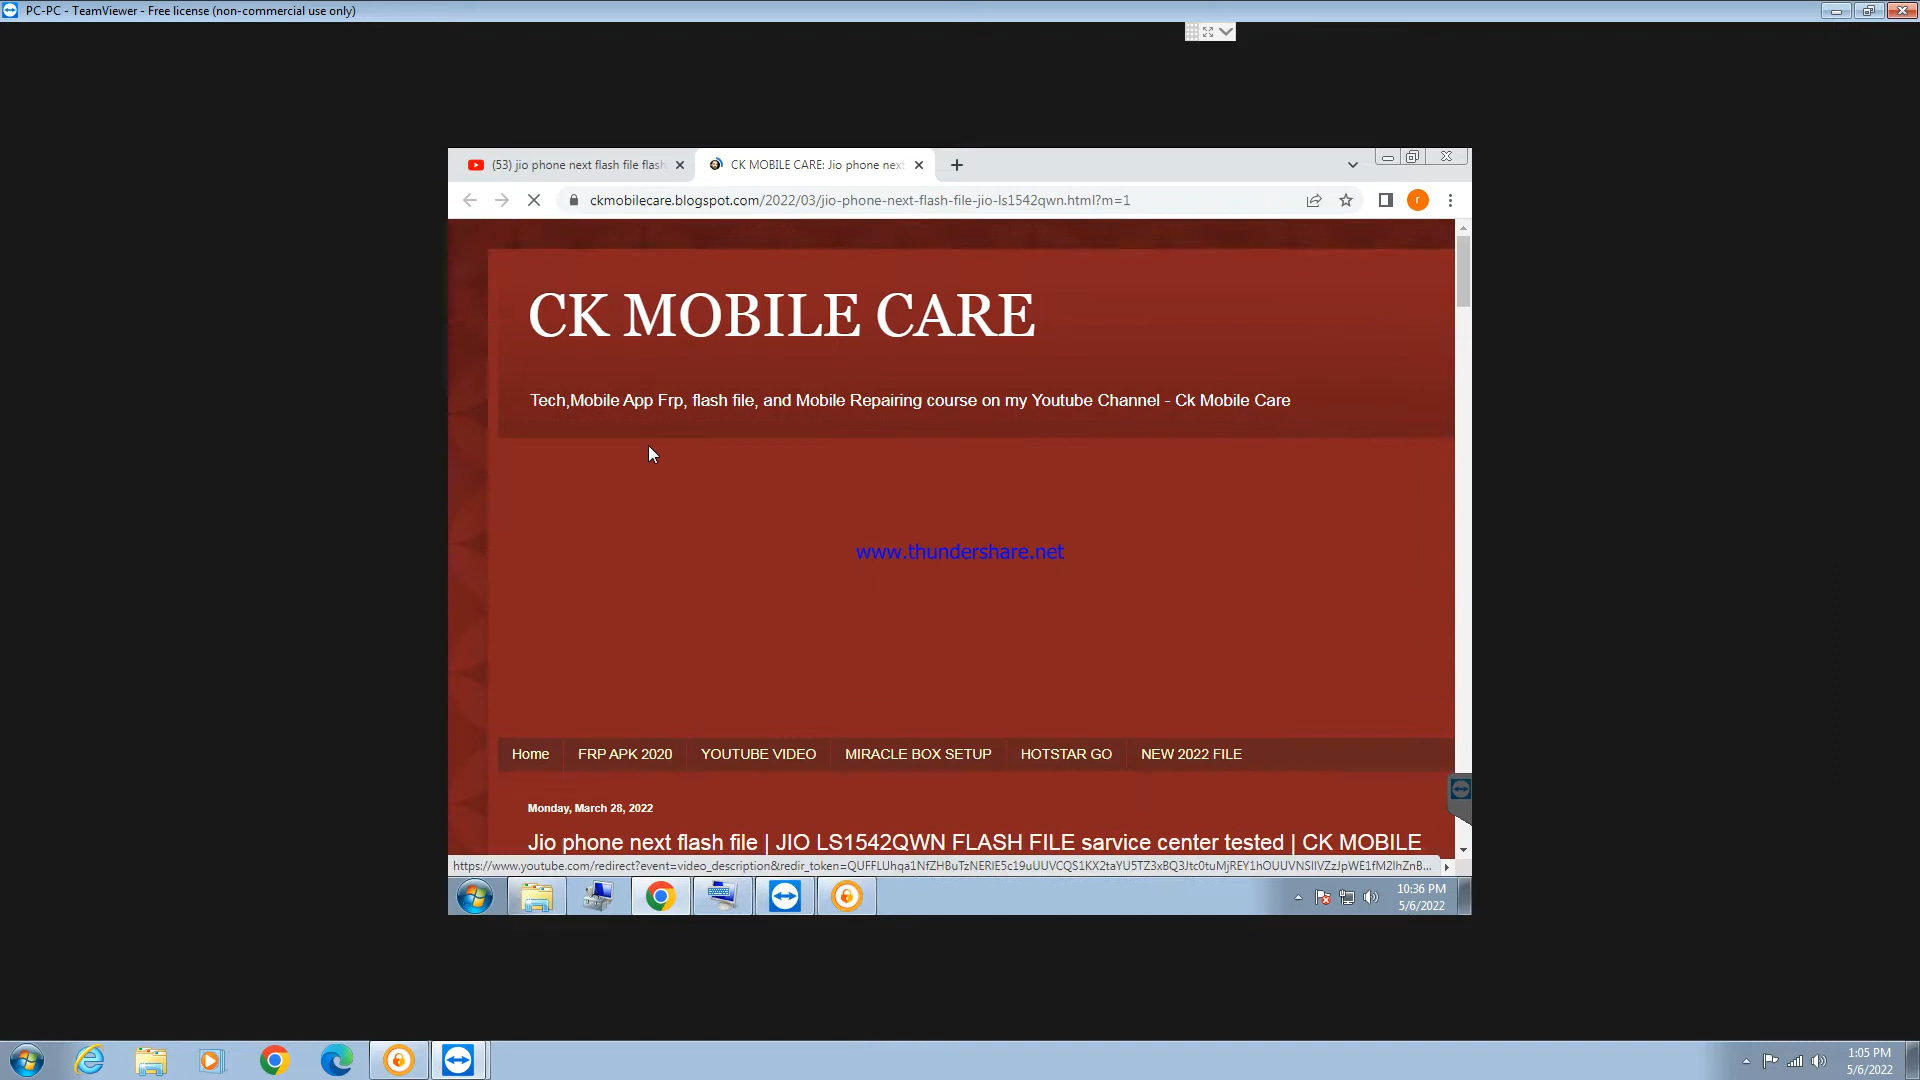 PC-PC - TeamViewer - Free license (non-commercial use only)
(53) jio phone next flash file flash
CK MOBILE CARE: Jio phone next
ckmobilecare.blogspot.com/2022/03/jio-phone-next-flash-file-jio-ls1542qwn.html?m=1
r
CK MOBILE CARE
Tech,Mobile App Frp, flash file, and Mobile Repairing course on my Youtube Channel - Ck Mobile Care
www.thundershare.net
Home FRP APK 2020 YOUTUBE VIDEO MIRACLE BOX SETUP HOTSTAR GO NEW 2022 FILE
Monday, March 28, 2022
Jio phone next flash file | JIO LS1542QWN FLASH FILE sarvice center tested | CK MOBILE
10:36 PM
5/6/2022
1:05 PM
5/6/2022